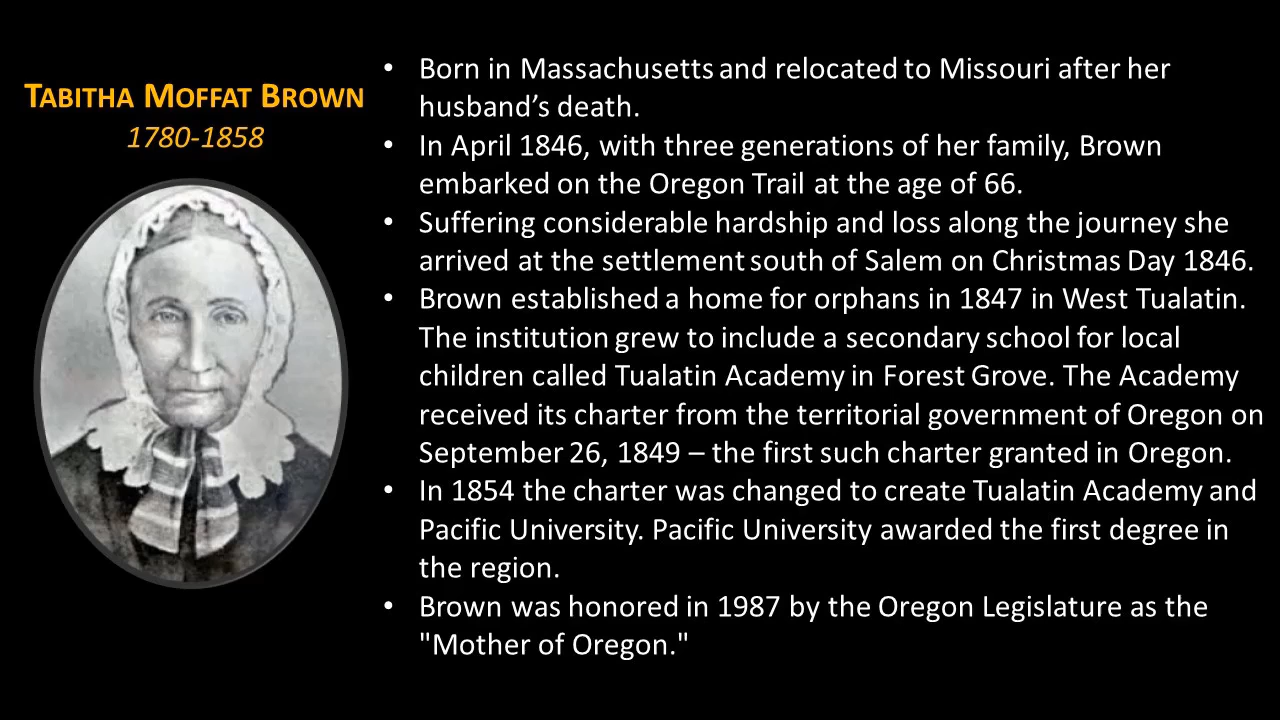 TABITHA MOFFAT BROWN
1780-1858
• Born in Massachusetts and relocated to Missouri after her
husband’s death.
• In April 1846, with three generations of her family, Brown
embarked on the Oregon Trail at the age of 66.
• Suffering considerable hardship and loss along the journey she
arrived at the settlement south of Salem on Christmas Day 1846.
• Brown established a home for orphans in 1847 in West Tualatin.
The institution grew to include a secondary school for local
children called Tualatin Academy in Forest Grove. The Academy
received its charter from the territorial government of Oregon on
September 26, 1849 – the first such charter granted in Oregon.
• In 1854 the charter was changed to create Tualatin Academy and
Pacific University. Pacific University awarded the first degree in
the region.
• Brown was honored in 1987 by the Oregon Legislature as the
"Mother of Oregon."